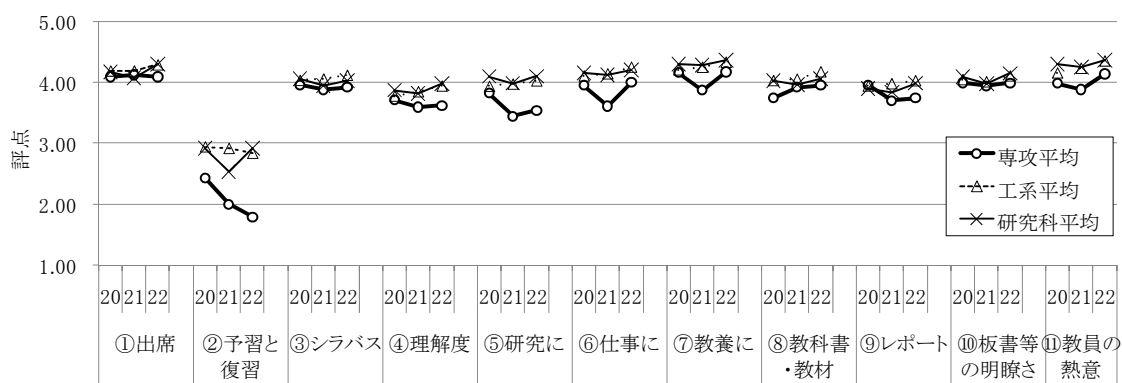 5.00
4.00
3.00
2.00
1.00
評点
専攻平均
工系平均
研究科平均
20 21 22 20 21 22 20 21 22 20 21 22 20 21 22 20 21 22 20 21 22 20 21 22 20 21 22 20 21 22 20 21 22
①出席 ②予習と ③シラバス ④理解度 ⑤研究に ⑥仕事に ⑦教養に ⑧教科書 ⑨レポート ⑩板書等 ⑪教員の
復習 ・教材 の明瞭さ 熱意